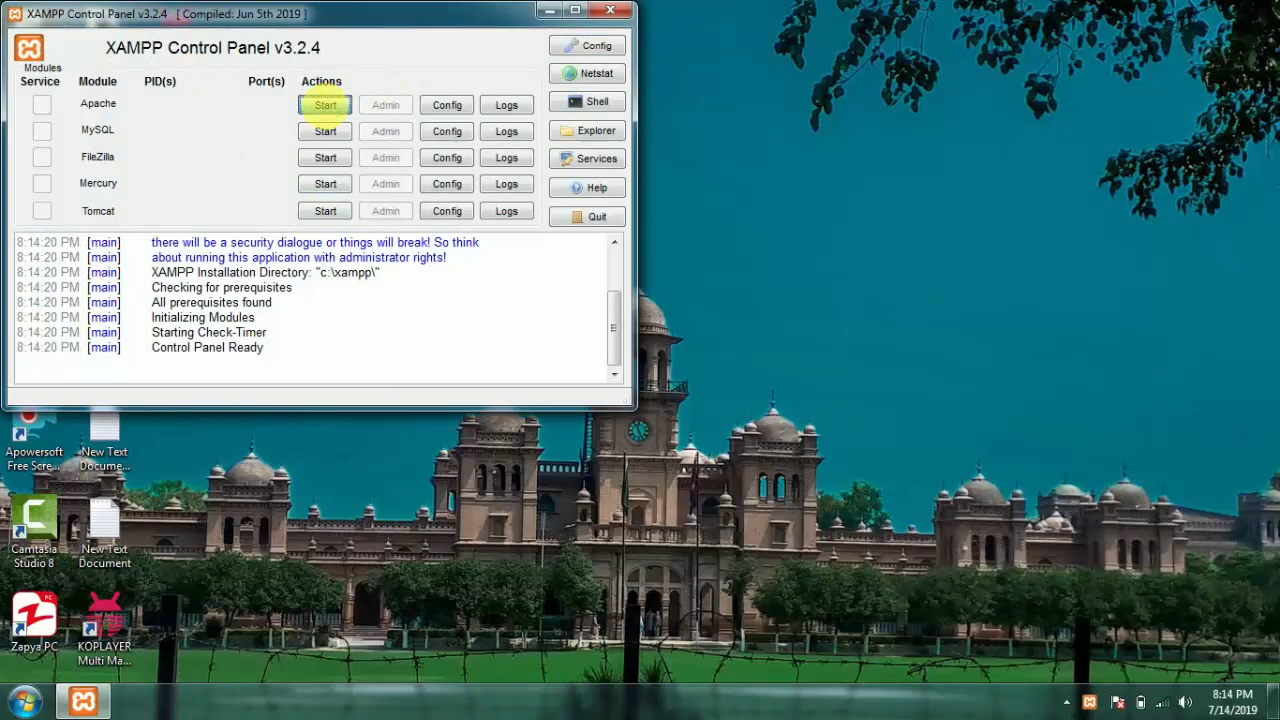 XAMPP Control Panel v3.2.4 [ Compiled: Jun 5th 2019 ]
XAMPP Control Panel v3.2.4
Config
Modules
Service Module PID(s) Port(s) Actions
Netstat
Apache Start Admin Config Logs
Shell
MySQL Start Admin Config Logs
Explorer
FileZilla Start Admin Config Logs
Services
Mercury Start Admin Config Logs
Help
Tomcat Start Admin Config Logs
Quit
8:14:20 PM [main] there will be a security dialogue or things will break! So think
8:14:20 PM [main] about running this application with administrator rights!
8:14:20 PM [main] XAMPP Installation Directory: "c:\xampp\"
8:14:20 PM [main] Checking for prerequisites
8:14:20 PM [main] All prerequisites found
8:14:20 PM [main] Initializing Modules
8:14:20 PM [main] Starting Check-Timer
8:14:20 PM [main] Control Panel Ready
Apowersoft
Free Scre...
New Text
Docume...
Camtasia
Studio 8
New Text
Document
Zapya PC
KOPLAYER
Multi Ma...
8:14 PM
7/14/2019